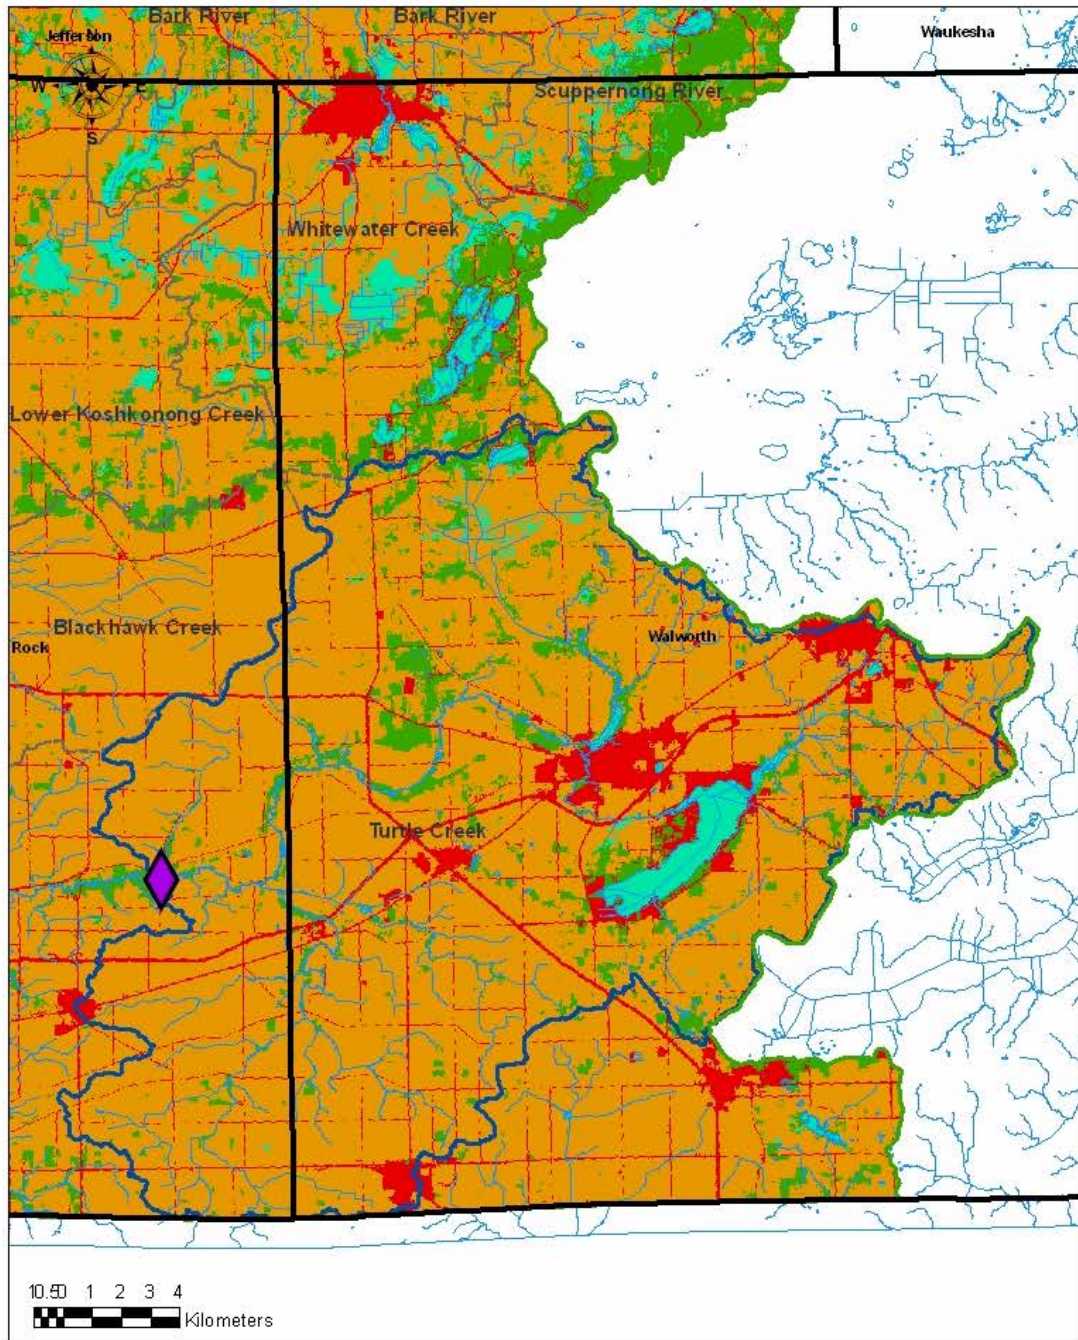 Bark River
Bark River
Jefferson
Waukesha
N
W
E
S
Scuppernong River
Whitewater Creek
Lower Koshkonong Creek
Blackhawk Creek
Rock
Walworth
Turtle Creek
10.50 1 2 3 4
Kilometers